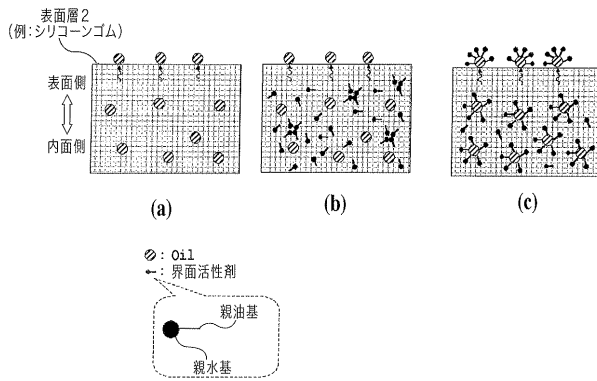 表面層2
(例:シリコーンゴム)
表面側
内面側
(a)
(b)
(c)
: Oil
: 界面活性剤
親油基
親水基